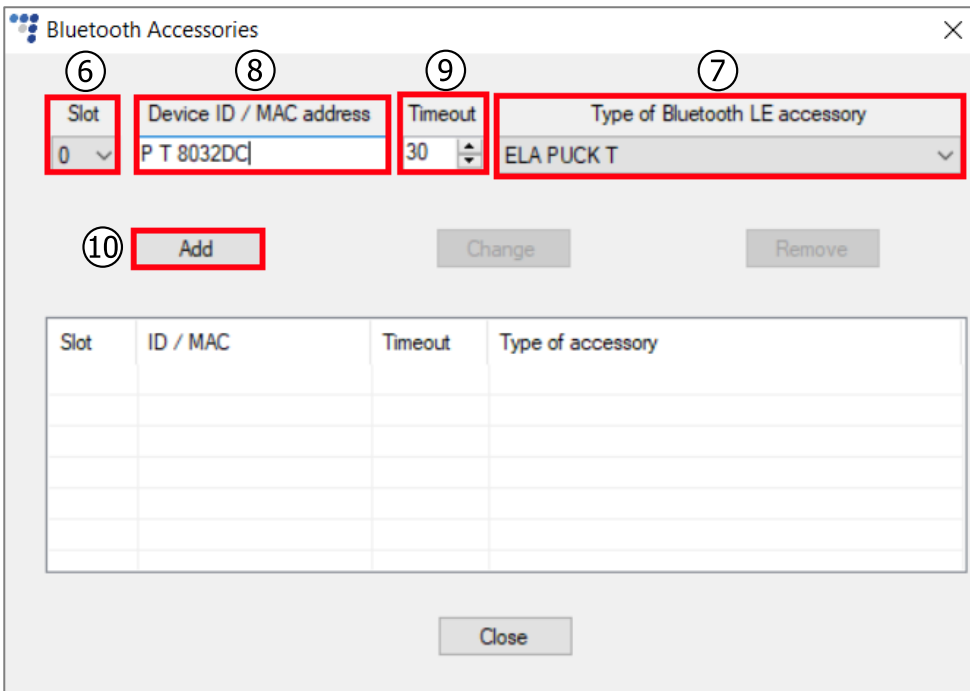 Bluetooth Accessories
⑥ ⑧ ⑨ ⑦
Slot Device ID / MAC address Timeout Type of Bluetooth LE accessory
0 P T 8032DC 30 ELA PUCK T
⑩ Add Change Remove
Slot ID / MAC Timeout Type of accessory
Close